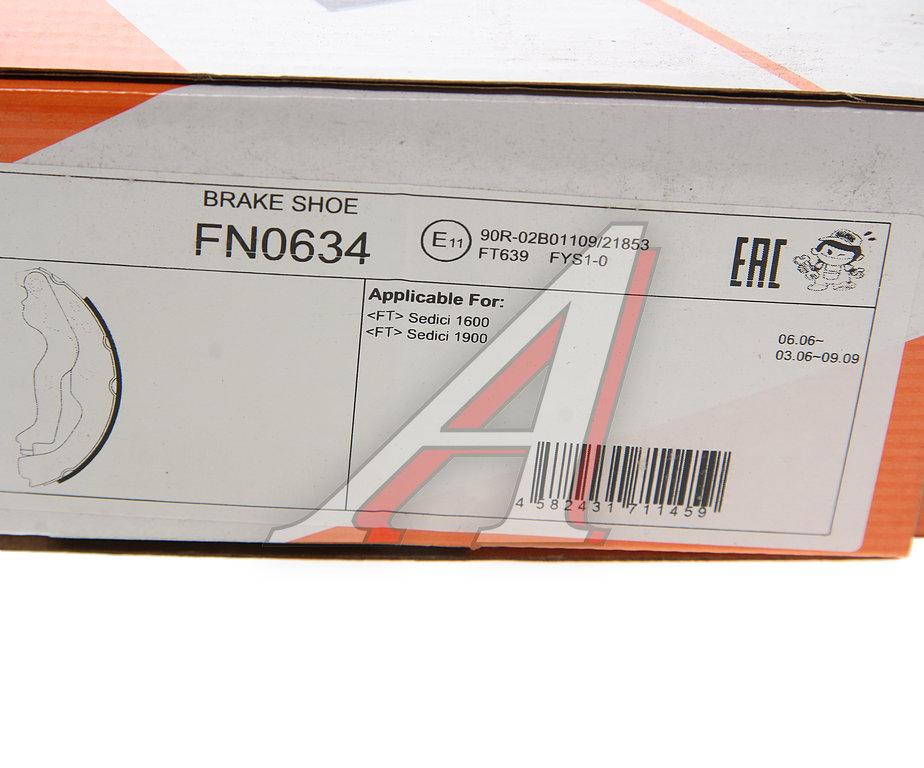 BRAKE SHOE
FN0634
E11
90R-02B01109/21853
FT639 FYS1-0
EAC
Applicable For:
<FT> Sedici 1600 06.06~
<FT> Sedici 1900 03.06~09.09
4 582431 711459